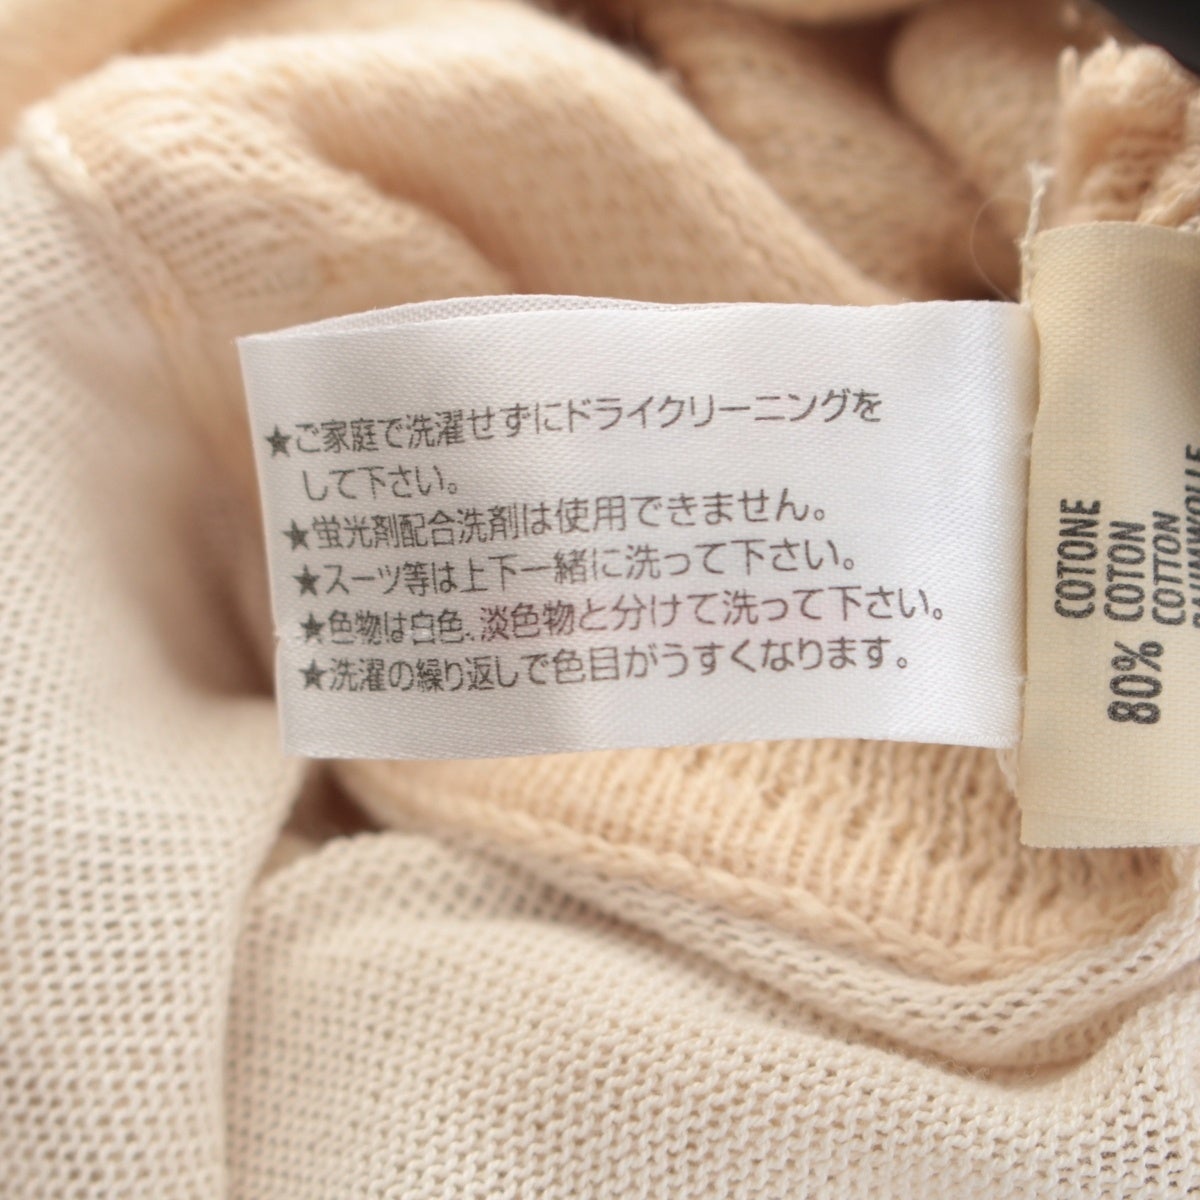 ★ご家庭で洗濯せずにドライクリーニングを
して下さい。
★蛍光剤配合洗剤は使用できません。
★スーツ等は上下一緒に洗って下さい。
★色物は白色、淡色物と分けて洗って下さい。
★洗濯の繰り返しで色目がうすくなります。
COTONE
80% COTON
COTTON